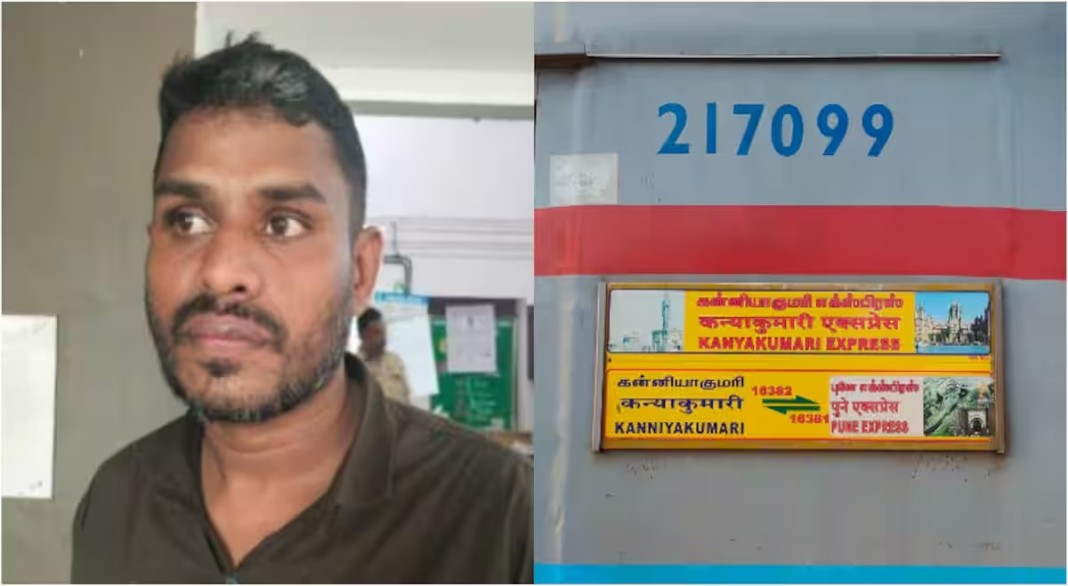 217099
கன்னியாகுமரி எக்ஸ்பிரஸ்
कन्याकुमारी एक्सप्रेस
KANYAKUMARI EXPRESS
கன்னியாகுமரி
कन्याकुमारी
KANNIYAKUMARI
16382
16381
புனே எக்ஸ்பிரஸ்
पुने एक्सप्रेस
PUNE EXPRESS